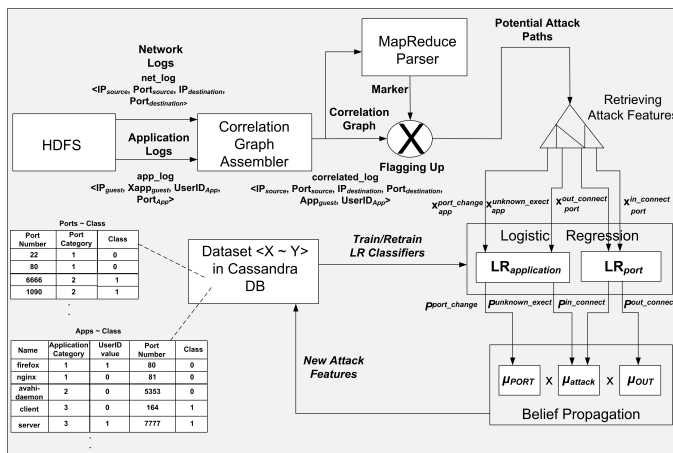 Network
Logs
net_log
<IPsource, Portsource, IPdestination,
Portdestination>
HDFS
Application
Logs
app_log
<IPguest, Xappguest, UserIDApp,
PortApp>
Correlation
Graph
Assembler
correlated_log
<IPsource, Portsource, IPdestination, Portdestination,
Appguest, UserIDApp>
MapReduce
Parser
Marker
Correlation
Graph
X
Flagging Up
Potential Attack
Paths
Retrieving
Attack Features
xport_change app
xunknown_exect app
xout_connect port
xin_connect port
Logistic Regression
LRapplication
LRport
Pport_change
Punknown_exect
Pin_connect
Pout_connec
μPORT x μattack x μOUT
Belief Propagation
Dataset <X ~ Y>
in Cassandra
DB
Train/Retrain
LR Classifiers
New Attack
Features
Ports ~ Class
Port Number Port Category Class
22 1 0
80 1 0
6666 2 1
1090 2 1
.
.
Apps ~ Class
Name Application Category UserID value Port Number Class
firefox 1 1 80 0
nginx 1 0 81 0
avahi-daemon 2 0 5353 0
client 3 0 164 1
server 3 1 7777 1
.
.